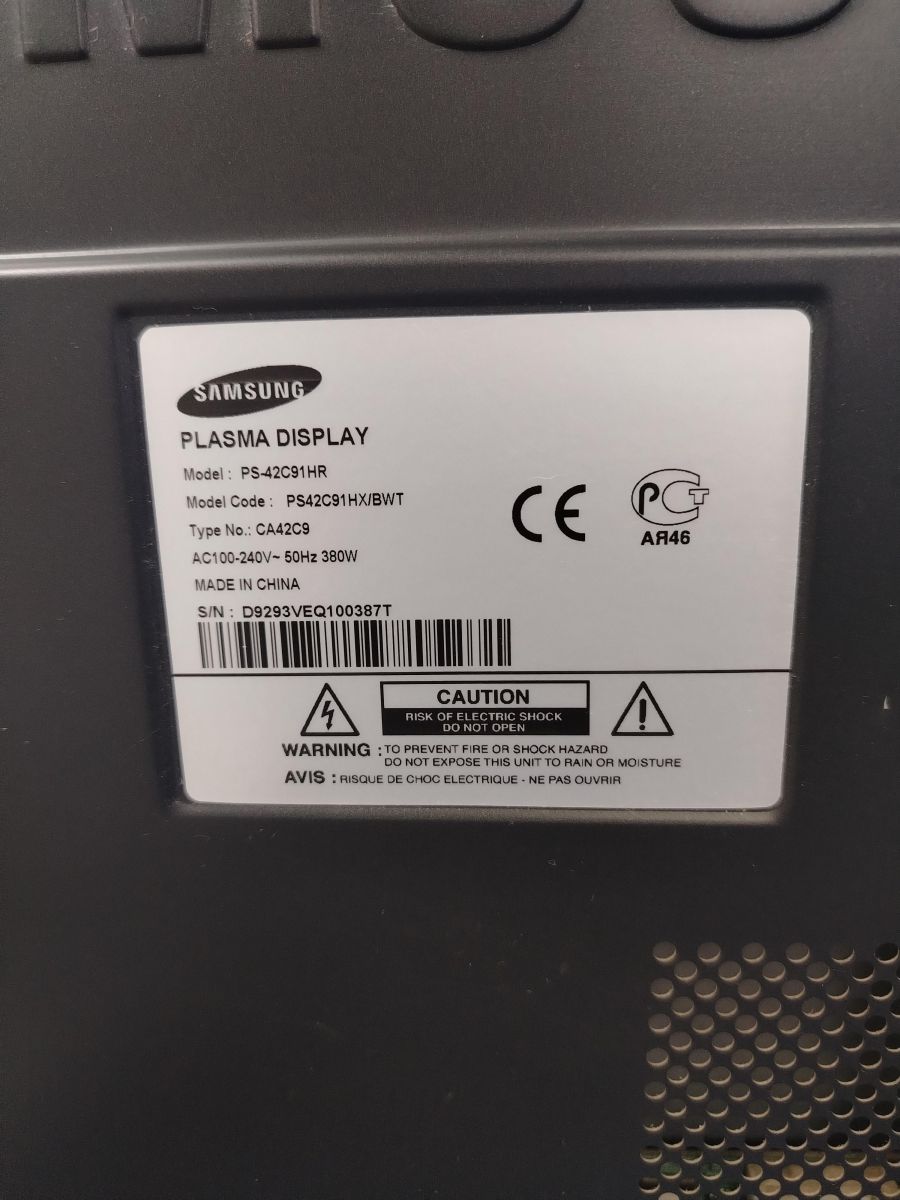 SAMSUNG
PLASMA DISPLAY
Model : PS-42C91HR
Model Code : PS42C91HX/BWT
Type No.: CA42C9
AC100-240V~ 50Hz 380W
MADE IN CHINA
S/N : D9293VEQ100387T
CE
РСТ
АЯ46
CAUTION
RISK OF ELECTRIC SHOCK
DO NOT OPEN
WARNING : TO PREVENT FIRE OR SHOCK HAZARD
DO NOT EXPOSE THIS UNIT TO RAIN OR MOISTURE
AVIS : RISQUE DE CHOC ELECTRIQUE - NE PAS OUVRIR